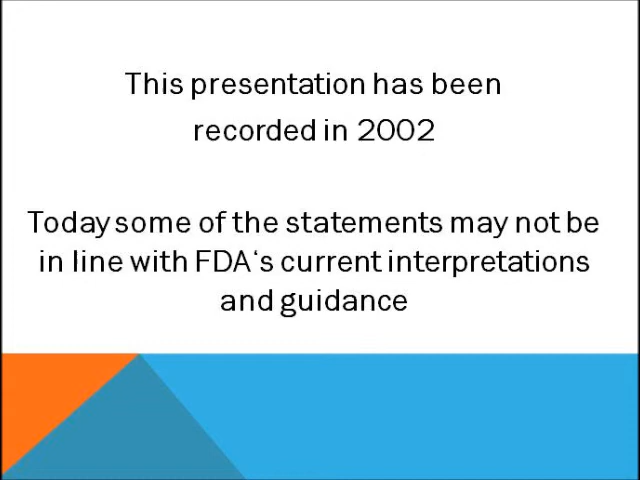 This presentation has been
recorded in 2002
Today some of the statements may not be
in line with FDA‘s current interpretations
and guidance